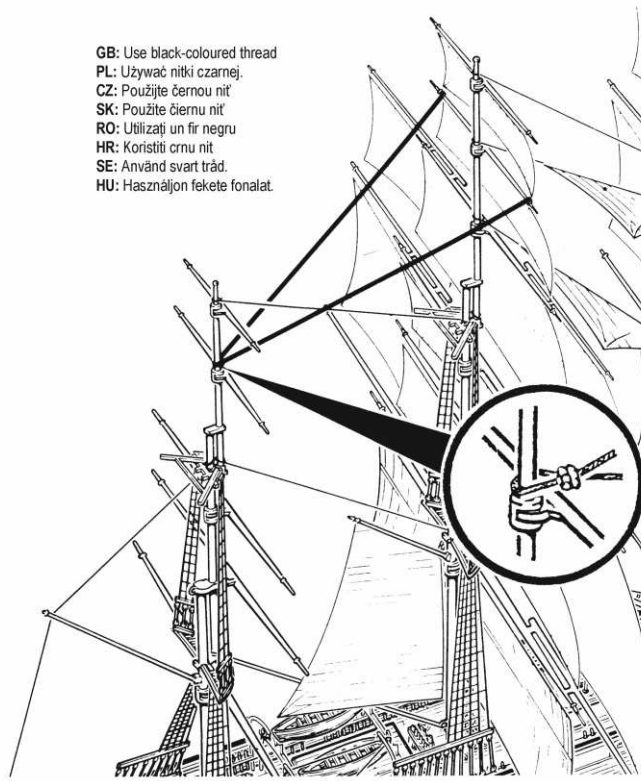 GB: Use black-coloured thread
PL: Używać nitki czarnej.
CZ: Použijte černou niť
SK: Použite čiernu niť
RO: Utilizați un fir negru
HR: Koristiti crnu nit
SE: Använd svart tråd.
HU: Használjon fekete fonalat.